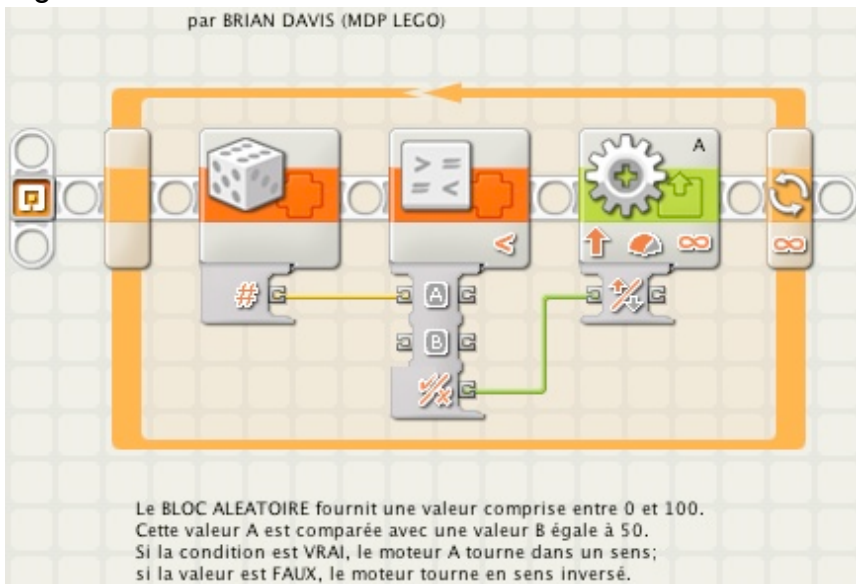 par BRIAN DAVIS (MDP LEGO)
> =
= <
A
<
#
A
B
Le BLOC ALEATOIRE fournit une valeur comprise entre 0 et 100.
Cette valeur A est comparée avec une valeur B égale à 50.
Si la condition est VRAI, le moteur A tourne dans un sens;
si la valeur est FAUX, le moteur tourne en sens inversé.